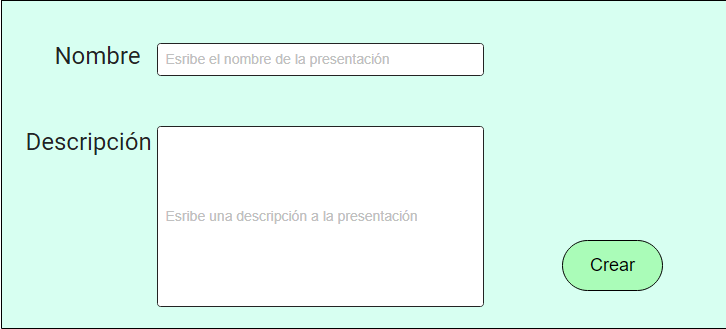 Nombre
Esribe el nombre de la presentación
Descripción
Esribe una descripción a la presentación
Crear